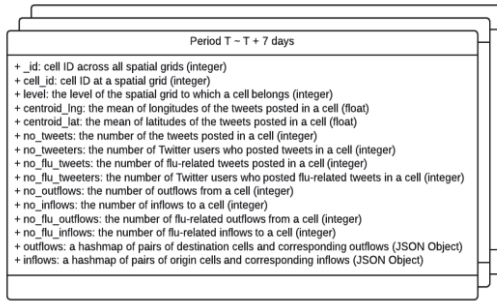 Period T ~ T + 7 days
+ _id: cell ID across all spatial grids (integer)
+ cell_id: cell ID at a spatial grid (integer)
+ level: the level of the spatial grid to which a cell belongs (integer)
+ centroid_lng: the mean of longitudes of the tweets posted in a cell (float)
+ centroid_lat: the mean of latitudes of the tweets posted in a cell (float)
+ no_tweets: the number of the tweets posted in a cell (integer)
+ no_tweeters: the number of Twitter users who posted tweets in a cell (integer)
+ no_flu_tweets: the number of flu-related tweets posted in a cell (integer)
+ no_flu_tweeters: the number of Twitter users who posted flu-related tweets in a cell (integer)
+ no_outflows: the number of outflows from a cell (integer)
+ no_inflows: the number of inflows to a cell (integer)
+ no_flu_outflows: the number of flu-related outflows from a cell (integer)
+ no_flu_inflows: the number of flu-related inflows to a cell (integer)
+ outflows: a hashmap of pairs of destination cells and corresponding outflows (JSON Object)
+ inflows: a hashmap of pairs of origin cells and corresponding inflows (JSON Object)